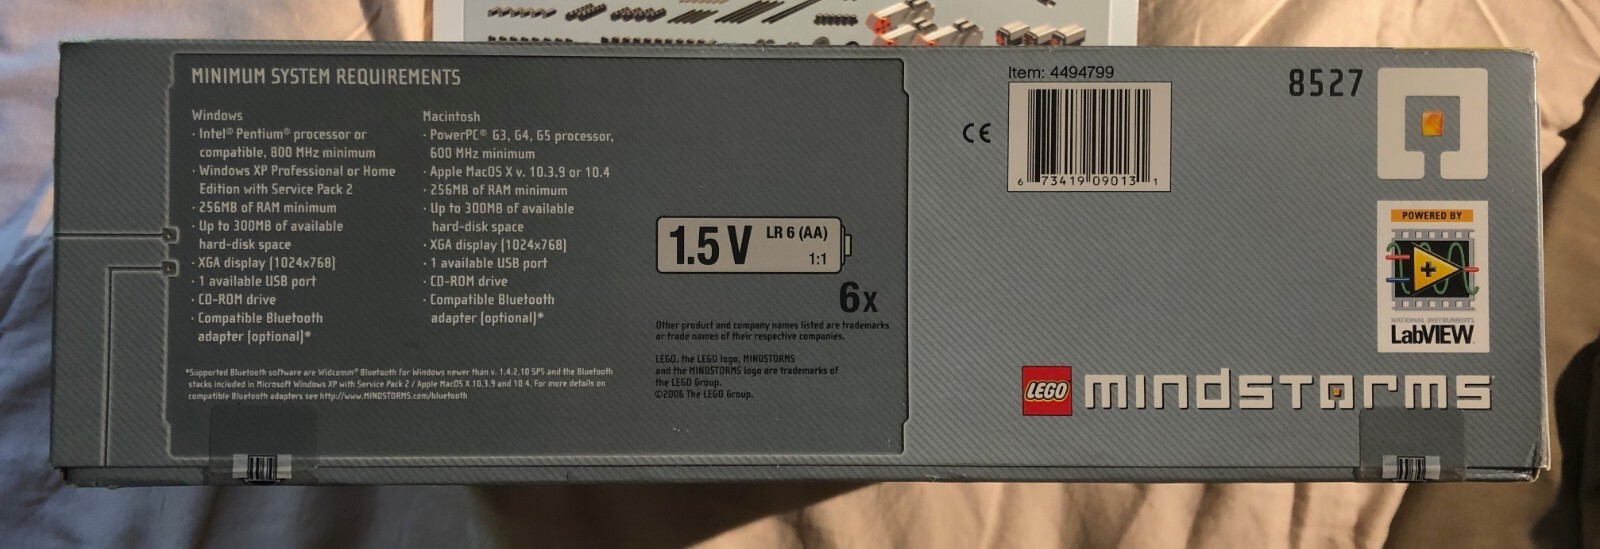 MINIMUM SYSTEM REQUIREMENTS
Windows
· Intel® Pentium® processor or
compatible, 800 MHz minimum
· Windows XP Professional or Home
Edition with Service Pack 2
· 256MB of RAM minimum
· Up to 300MB of available
hard-disk space
· XGA display (1024x768)
· 1 available USB port
· CD-ROM drive
· Compatible Bluetooth
adapter (optional)*
Macintosh
· PowerPC® G3, G4, G5 processor,
600 MHz minimum
· Apple MacOS X v. 10.3.9 or 10.4
· 256MB of RAM minimum
· Up to 300MB of available
hard-disk space
· XGA display (1024x768)
· 1 available USB port
· CD-ROM drive
· Compatible Bluetooth
adapter (optional)*
*Supported Bluetooth software are Widcomm® Bluetooth for Windows newer than v. 1.4.2.10 SP5 and the Bluetooth
stacks included in Microsoft Windows XP with Service Pack 2 / Apple MacOS X 10.3.9 and 10.4. For more details on
compatible Bluetooth adapters see http://www.MINDSTORMS.com/bluetooth
1.5 V LR 6 (AA)
1:1
6x
Other product and company names listed are trademarks
or trade names of their respective companies.
LEGO, the LEGO logo, MINDSTORMS
and the MINDSTORMS logo are trademarks of
the LEGO Group.
©2006 The LEGO Group.
CE
Item: 4494799
6 73419 09013 1
8527
POWERED BY
NATIONAL INSTRUMENTS
LabVIEW
LEGO mindstorms